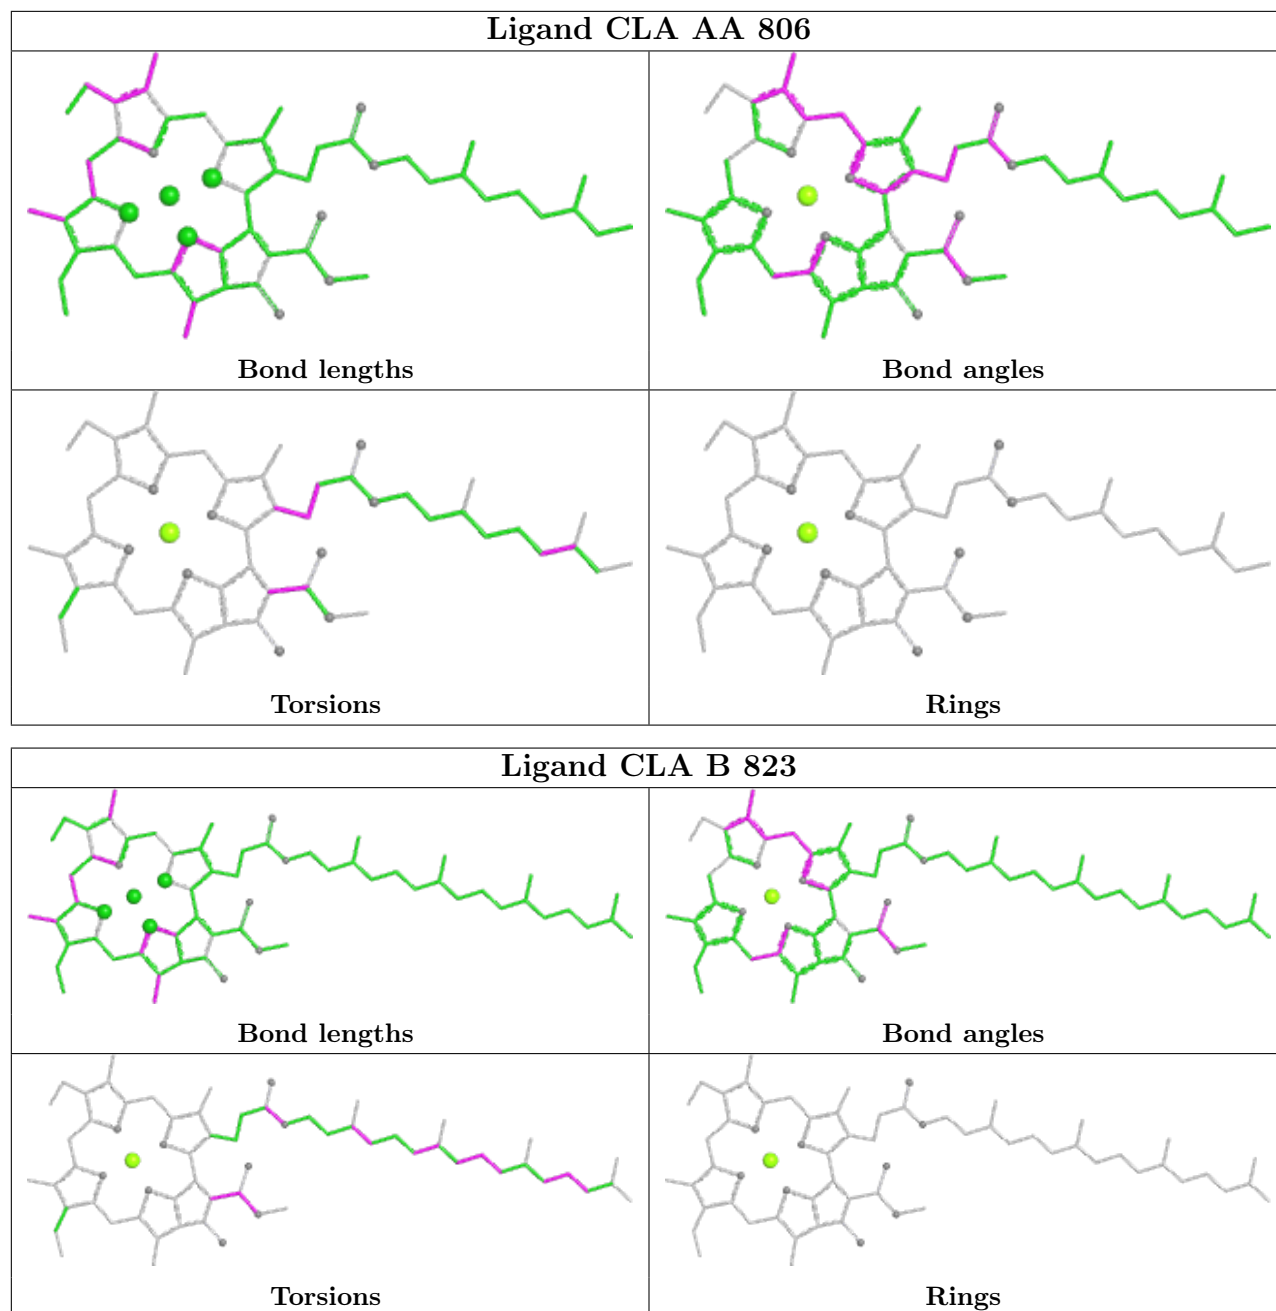 Ligand CLA AA 806
Bond lengths
Bond angles
Torsions
Rings
Ligand CLA B 823
Bond lengths
Bond angles
Torsions
Rings